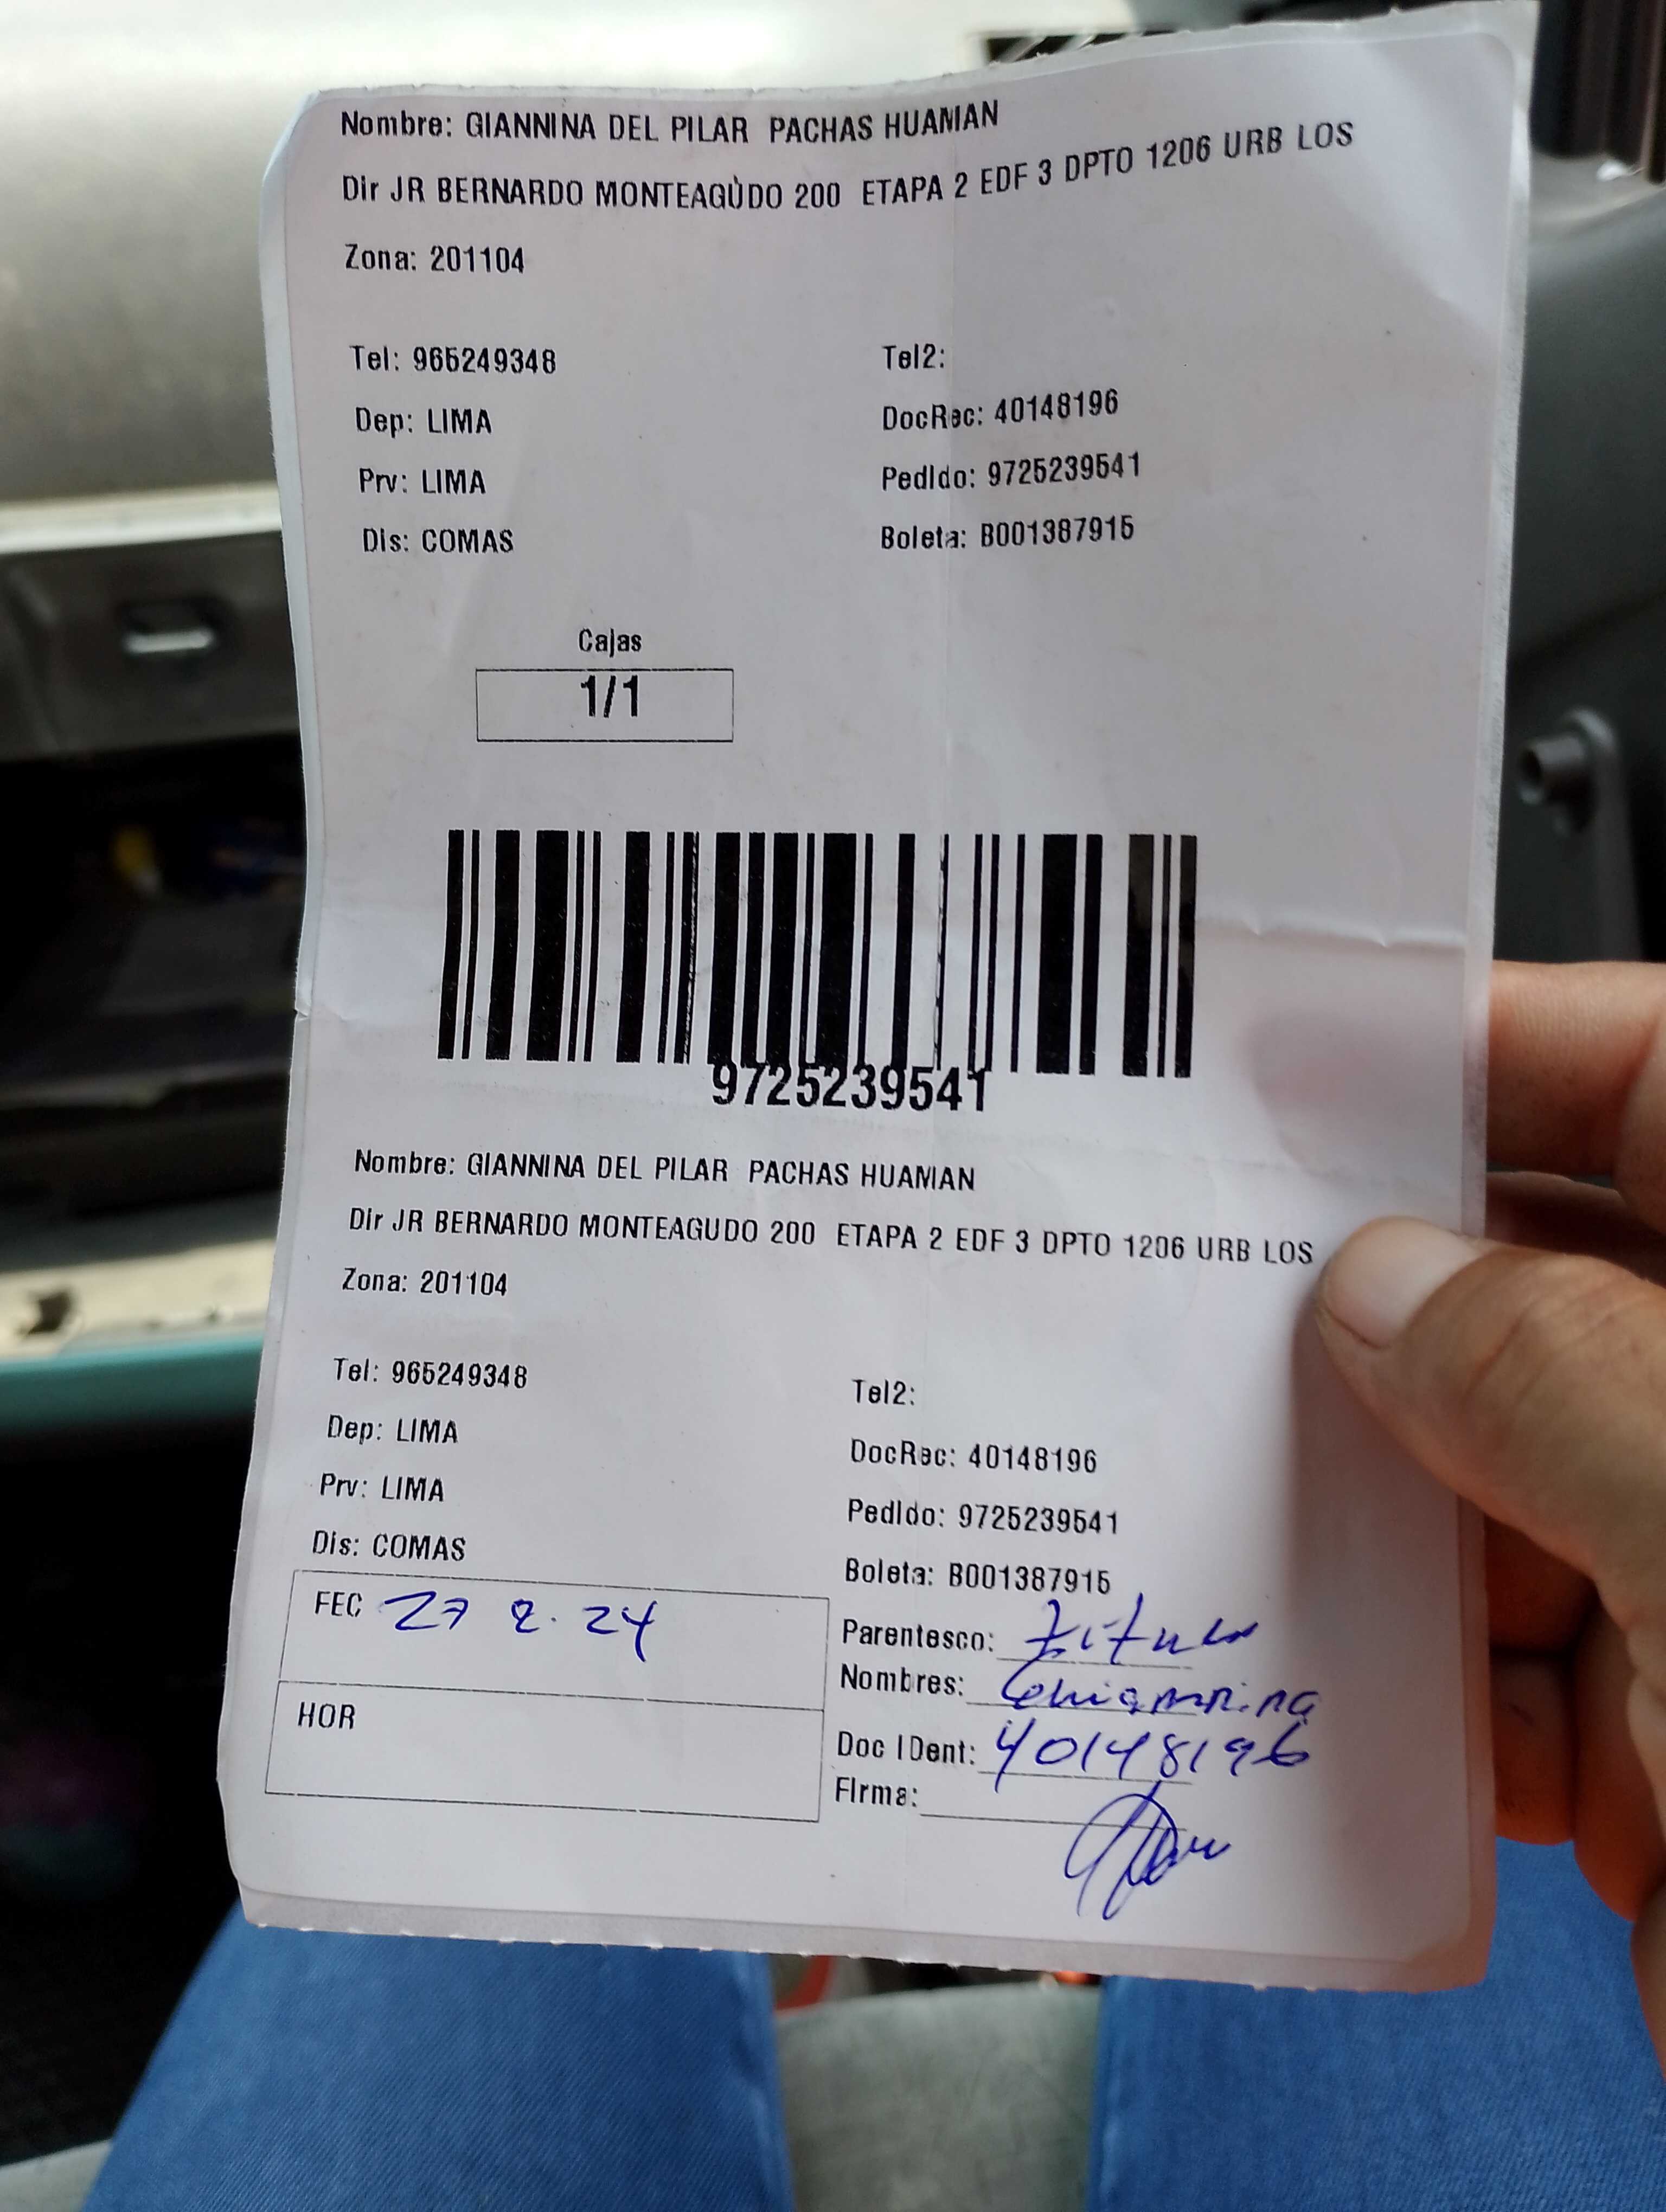 Nombre: GIANNINA DEL PILAR PACHAS HUAMAN
Dir JR BERNARDO MONTEAGUDO 200 ETAPA 2 EDF 3 DPTO 1206 URB LOS
Zona: 201104
Tel: 965249348 Tel2:
Dep: LIMA DocRec: 40148196
Prv: LIMA Pedido: 9725239541
Dis: COMAS Boleta: B001387915
Cajas
1/1
9725239541
Nombre: GIANNINA DEL PILAR PACHAS HUAMAN
Dir JR BERNARDO MONTEAGUDO 200 ETAPA 2 EDF 3 DPTO 1206 URB LOS
Zona: 201104
Tel: 965249348 Tel2:
Dep: LIMA DocRec: 40148196
Prv: LIMA Pedido: 9725239541
Dis: COMAS Boleta: B001387915
FEC 27 2. 24
HOR
Parentesco: titular
Nombres:
Doc IDent: 40148196
Firma: